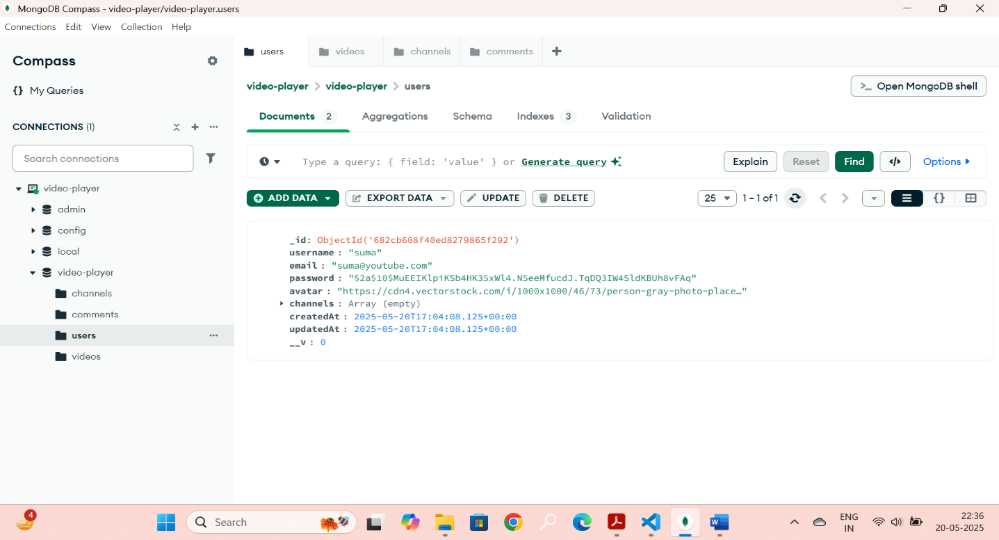 MongoDB Compass - video-player/video-player.users
Connections Edit View Collection Help
Compass
{} My Queries
CONNECTIONS (1)
Search connections
video-player
admin
config
local
video-player
channels
comments
users
videos
users videos channels comments
video-player > video-player > users
>_ Open MongoDB shell
Documents 2 Aggregations Schema Indexes 3 Validation
Type a query: { field: 'value' } or Generate query
Explain Reset Find </> Options
ADD DATA EXPORT DATA UPDATE DELETE
25 1 – 1 of 1 {}
_id: ObjectId('682cb608f40ed8279865f292')
username : "suma"
email : "suma@youtube.com"
password : "$2a$10$MuEEIKlpiKSb4HK35xWl4.N5eeMfucdJ.TqDQ3IW4SldKBUh8vFAq"
avatar : "https://cdn4.vectorstock.com/i/1000x1000/46/73/person-gray-photo-place…"
channels : Array (empty)
createdAt : 2025-05-20T17:04:08.125+00:00
updatedAt : 2025-05-20T17:04:08.125+00:00
__v : 0
4
Search
ENG
IN
22:36
20-05-2025